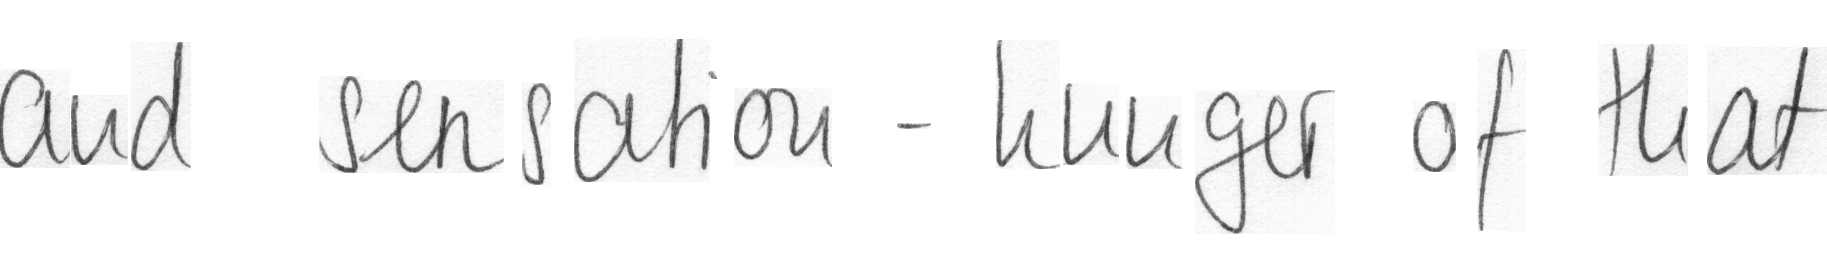 and sensation - hunger of that